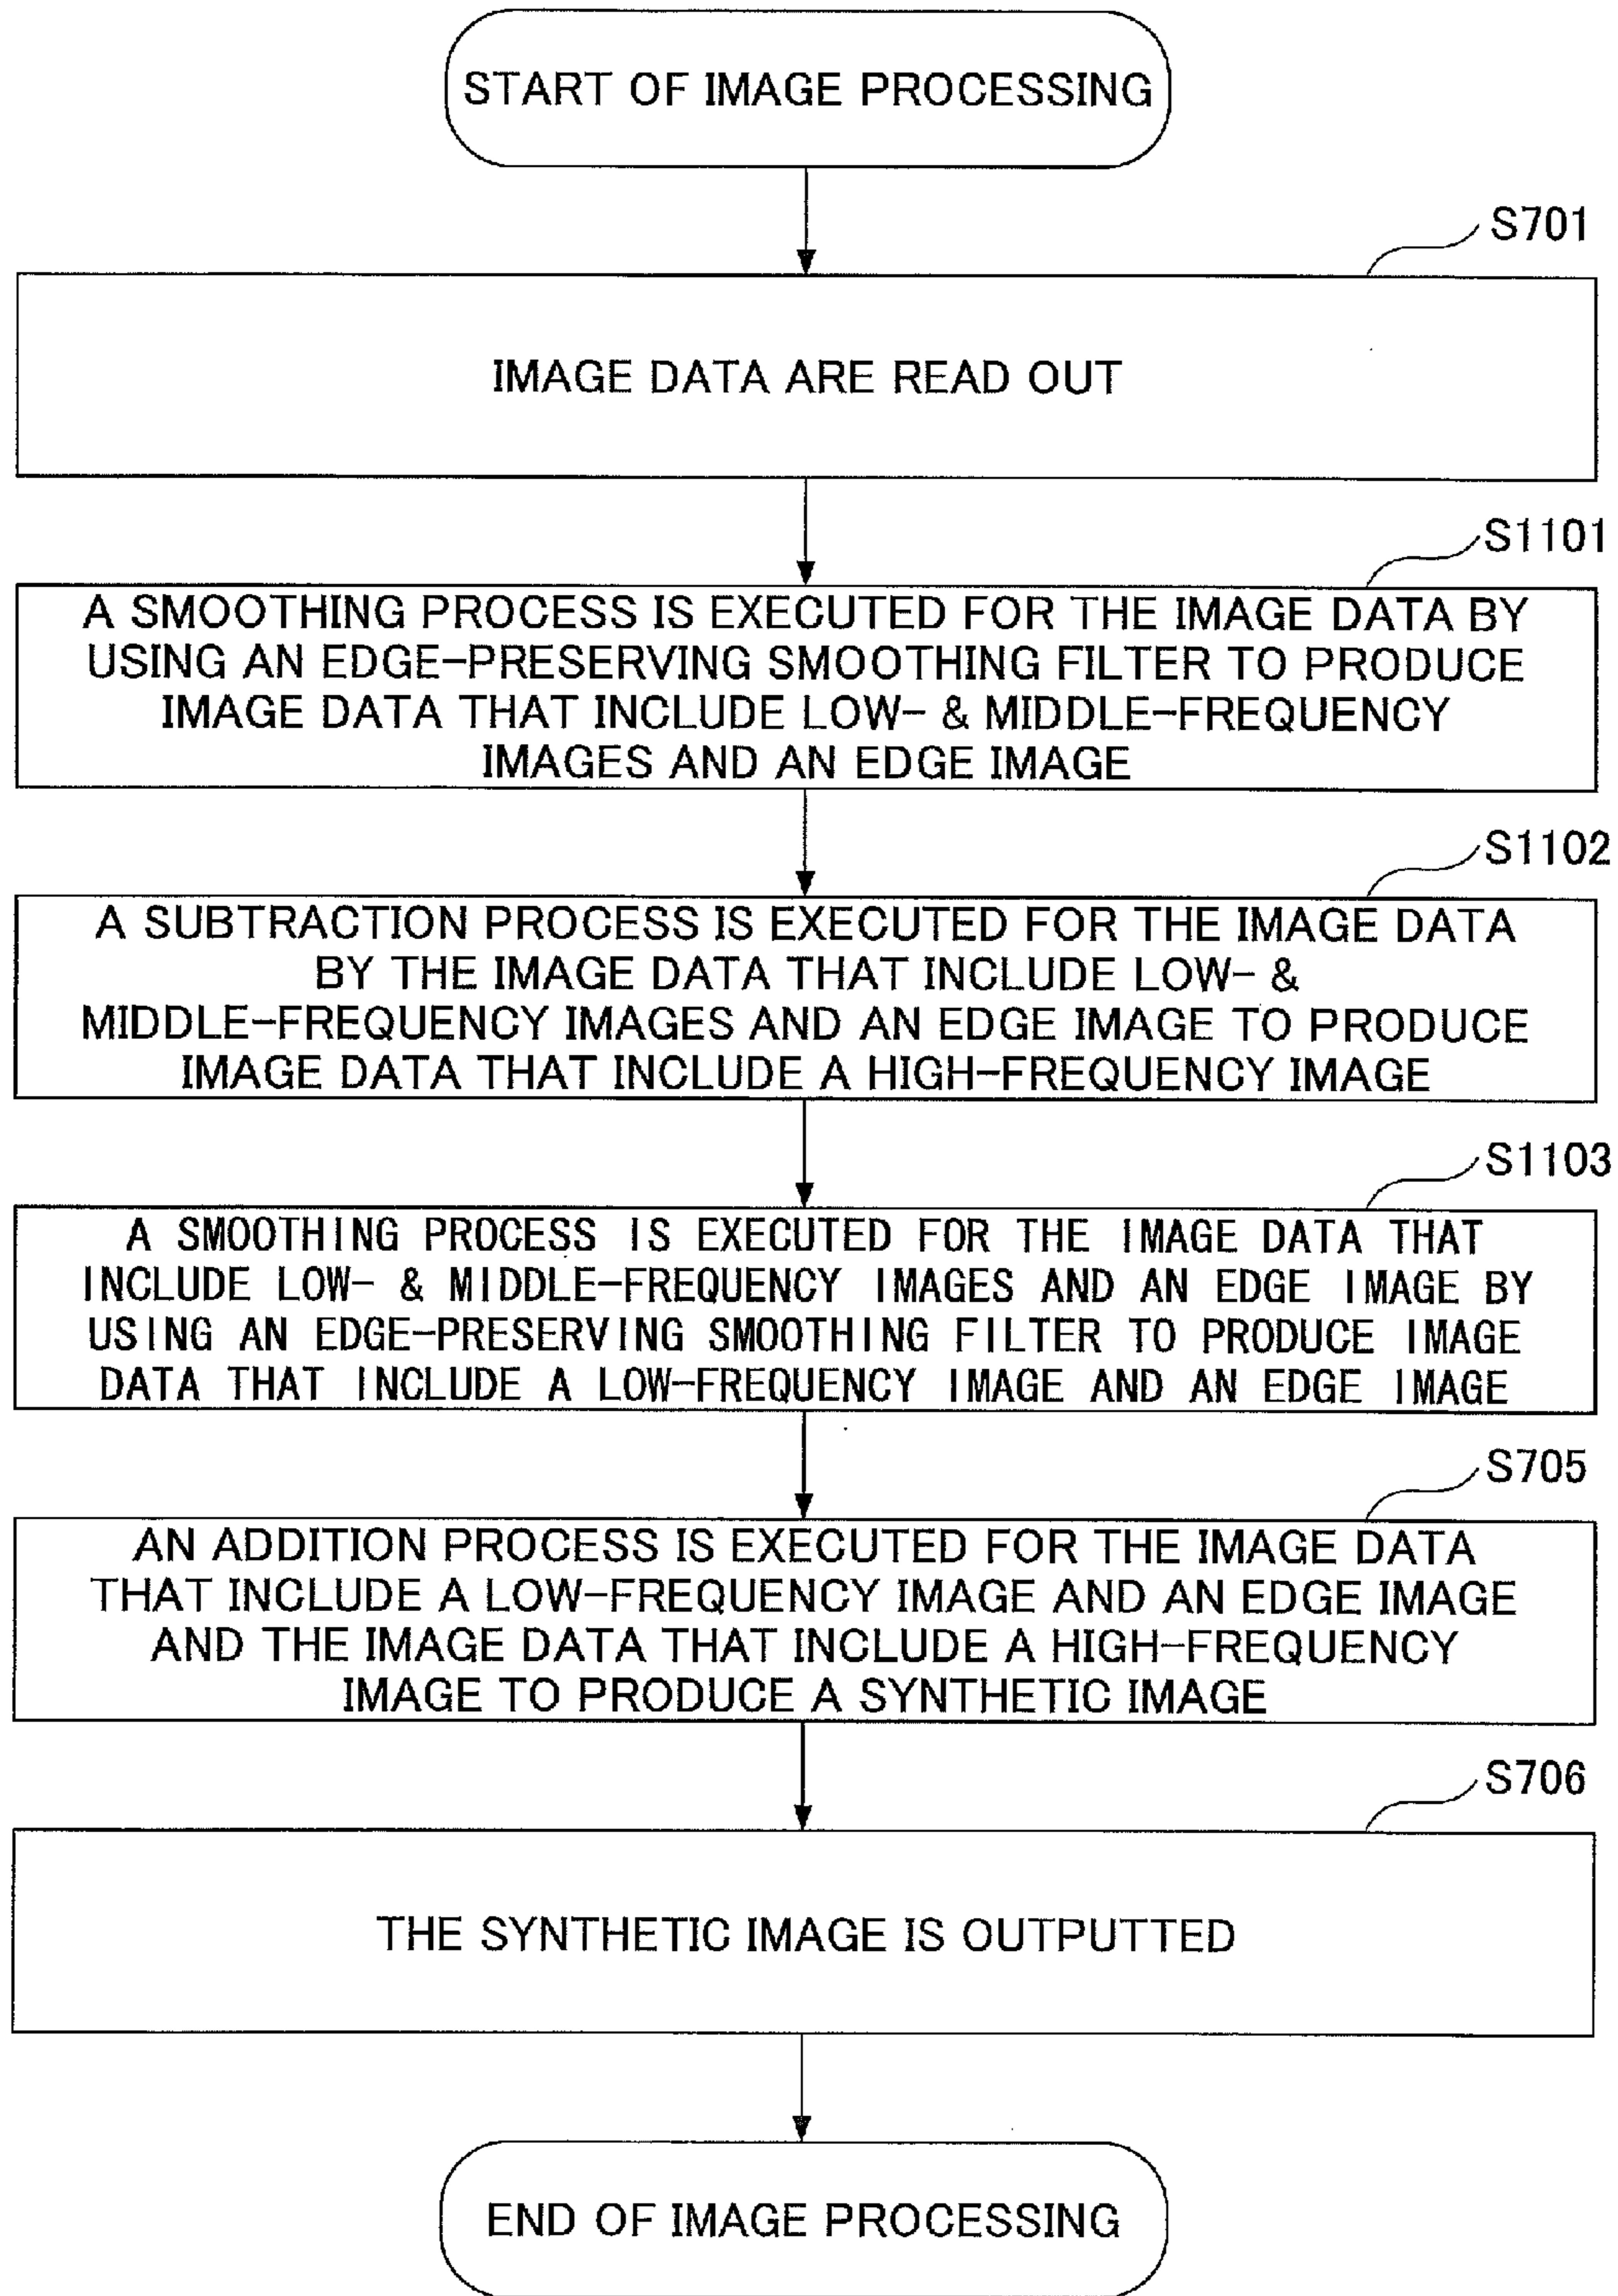 START OF IMAGE PROCESSING
S701
IMAGE DATA ARE READ OUT
S1101
A SMOOTHING PROCESS IS EXECUTED FOR THE IMAGE DATA BY
USING AN EDGE-PRESERVING SMOOTHING FILTER TO PRODUCE
IMAGE DATA THAT INCLUDE LOW- & MIDDLE-FREQUENCY
IMAGES AND AN EDGE IMAGE
S1102
A SUBTRACTION PROCESS IS EXECUTED FOR THE IMAGE DATA
BY THE IMAGE DATA THAT INCLUDE LOW- &
MIDDLE-FREQUENCY IMAGES AND AN EDGE IMAGE TO PRODUCE
IMAGE DATA THAT INCLUDE A HIGH-FREQUENCY IMAGE
S1103
A SMOOTHING PROCESS IS EXECUTED FOR THE IMAGE DATA THAT
INCLUDE LOW- & MIDDLE-FREQUENCY IMAGES AND AN EDGE IMAGE BY
USING AN EDGE-PRESERVING SMOOTHING FILTER TO PRODUCE IMAGE
DATA THAT INCLUDE A LOW-FREQUENCY IMAGE AND AN EDGE IMAGE
S705
AN ADDITION PROCESS IS EXECUTED FOR THE IMAGE DATA
THAT INCLUDE A LOW-FREQUENCY IMAGE AND AN EDGE IMAGE
AND THE IMAGE DATA THAT INCLUDE A HIGH-FREQUENCY
IMAGE TO PRODUCE A SYNTHETIC IMAGE
S706
THE SYNTHETIC IMAGE IS OUTPUTTED
END OF IMAGE PROCESSING